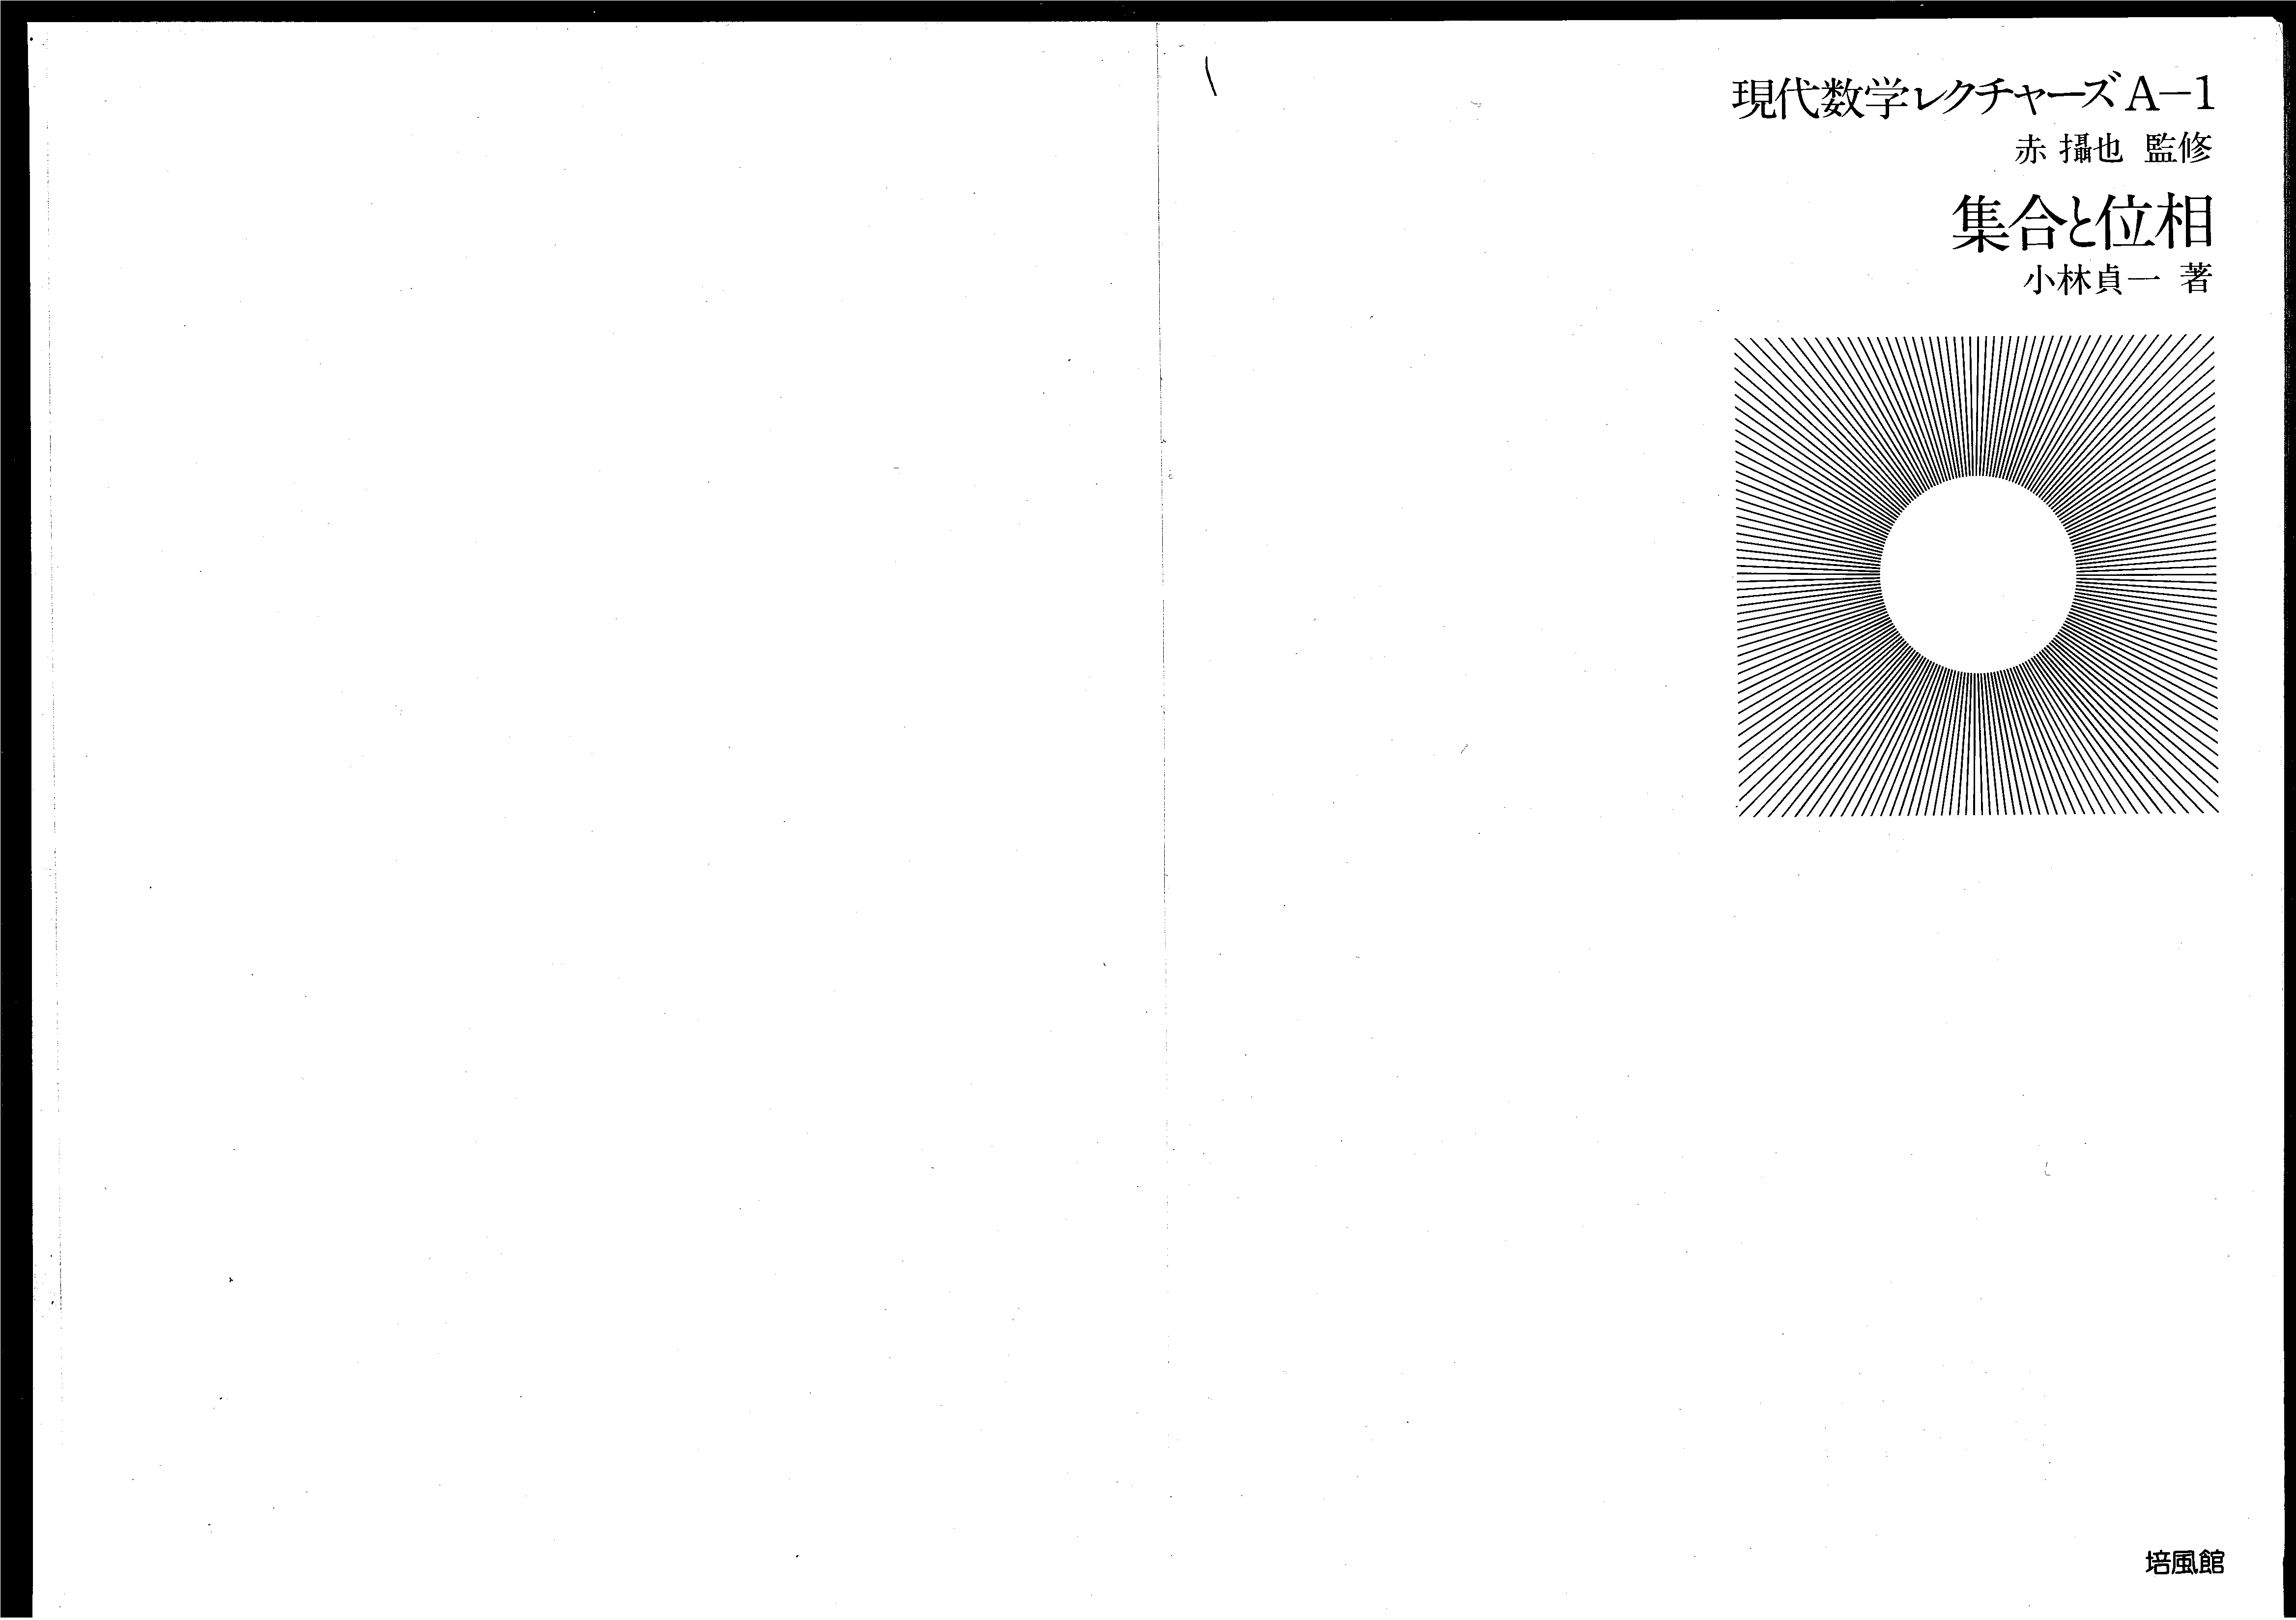 現代数学レクチャーズ A-1
赤 攝也 監修
集合と位相
小林貞一 著
培風館